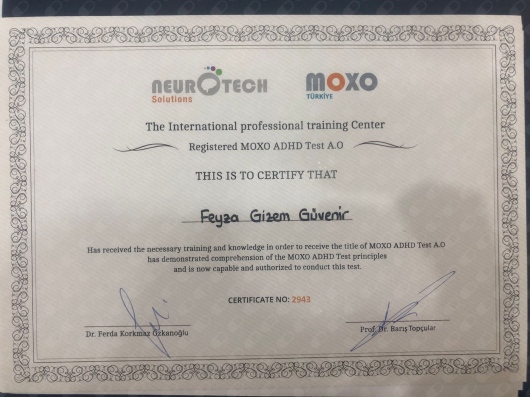 NEUROTECH
Solutions
MOXO
TÜRKİYE
The International professional training Center
Registered MOXO ADHD Test A.O
THIS IS TO CERTIFY THAT
Feyza Gizem Güvenir
Has received the necessary training and knowledge in order to receive the title of MOXO ADHD Test A.O
has demonstrated comprehension of the MOXO ADHD Test principles
and is now capable and authorized to conduct this test.
CERTIFICATE NO: 2943
Dr. Ferda Korkmaz Özkanoğlu
Prof. Dr. Barış Topçular